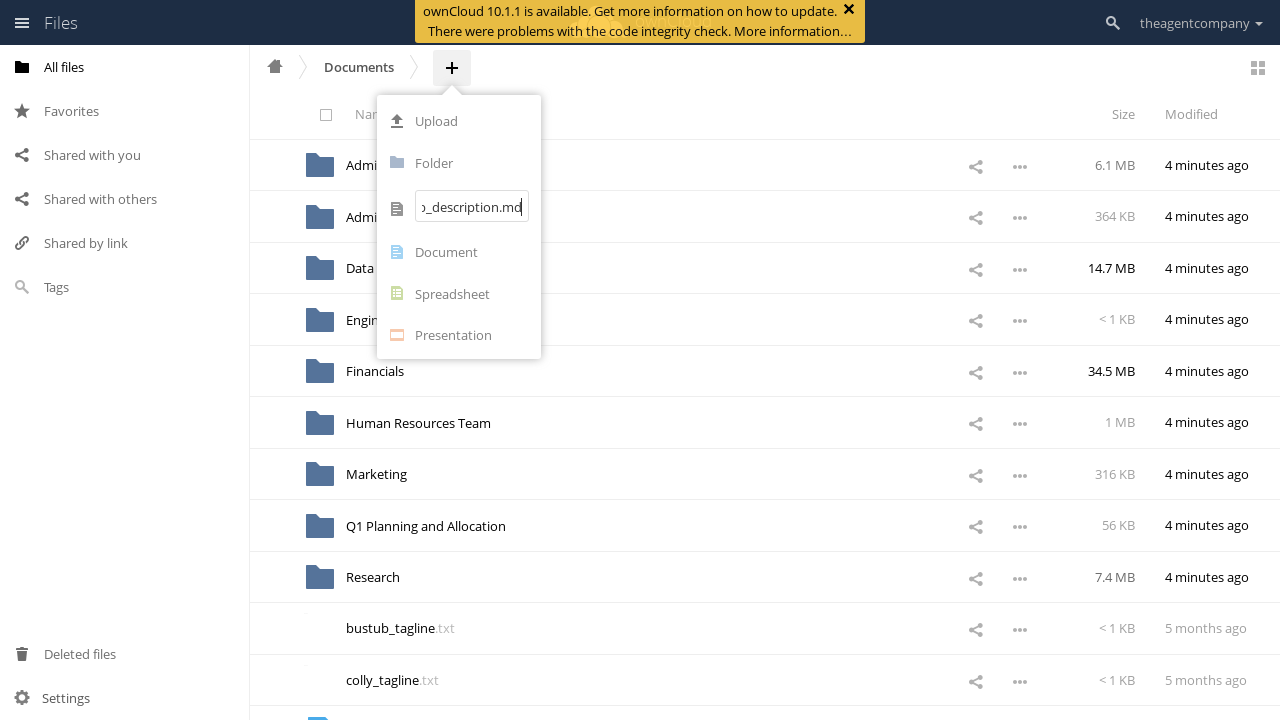 Files
ownCloud 10.1.1 is available. Get more information on how to update.
There were problems with the code integrity check. More information…
theagentcompany
All files
Favorites
Shared with you
Shared with others
Shared by link
Tags
Deleted files
Settings
Documents
Size
Modified
Upload
Folder
_description.md
Document
Spreadsheet
Presentation
Admi 6.1 MB 4 minutes ago
Admi 364 KB 4 minutes ago
Data 14.7 MB 4 minutes ago
Engin < 1 KB 4 minutes ago
Financials 34.5 MB 4 minutes ago
Human Resources Team 1 MB 4 minutes ago
Marketing 316 KB 4 minutes ago
Q1 Planning and Allocation 56 KB 4 minutes ago
Research 7.4 MB 4 minutes ago
bustub_tagline.txt < 1 KB 5 months ago
colly_tagline.txt < 1 KB 5 months ago